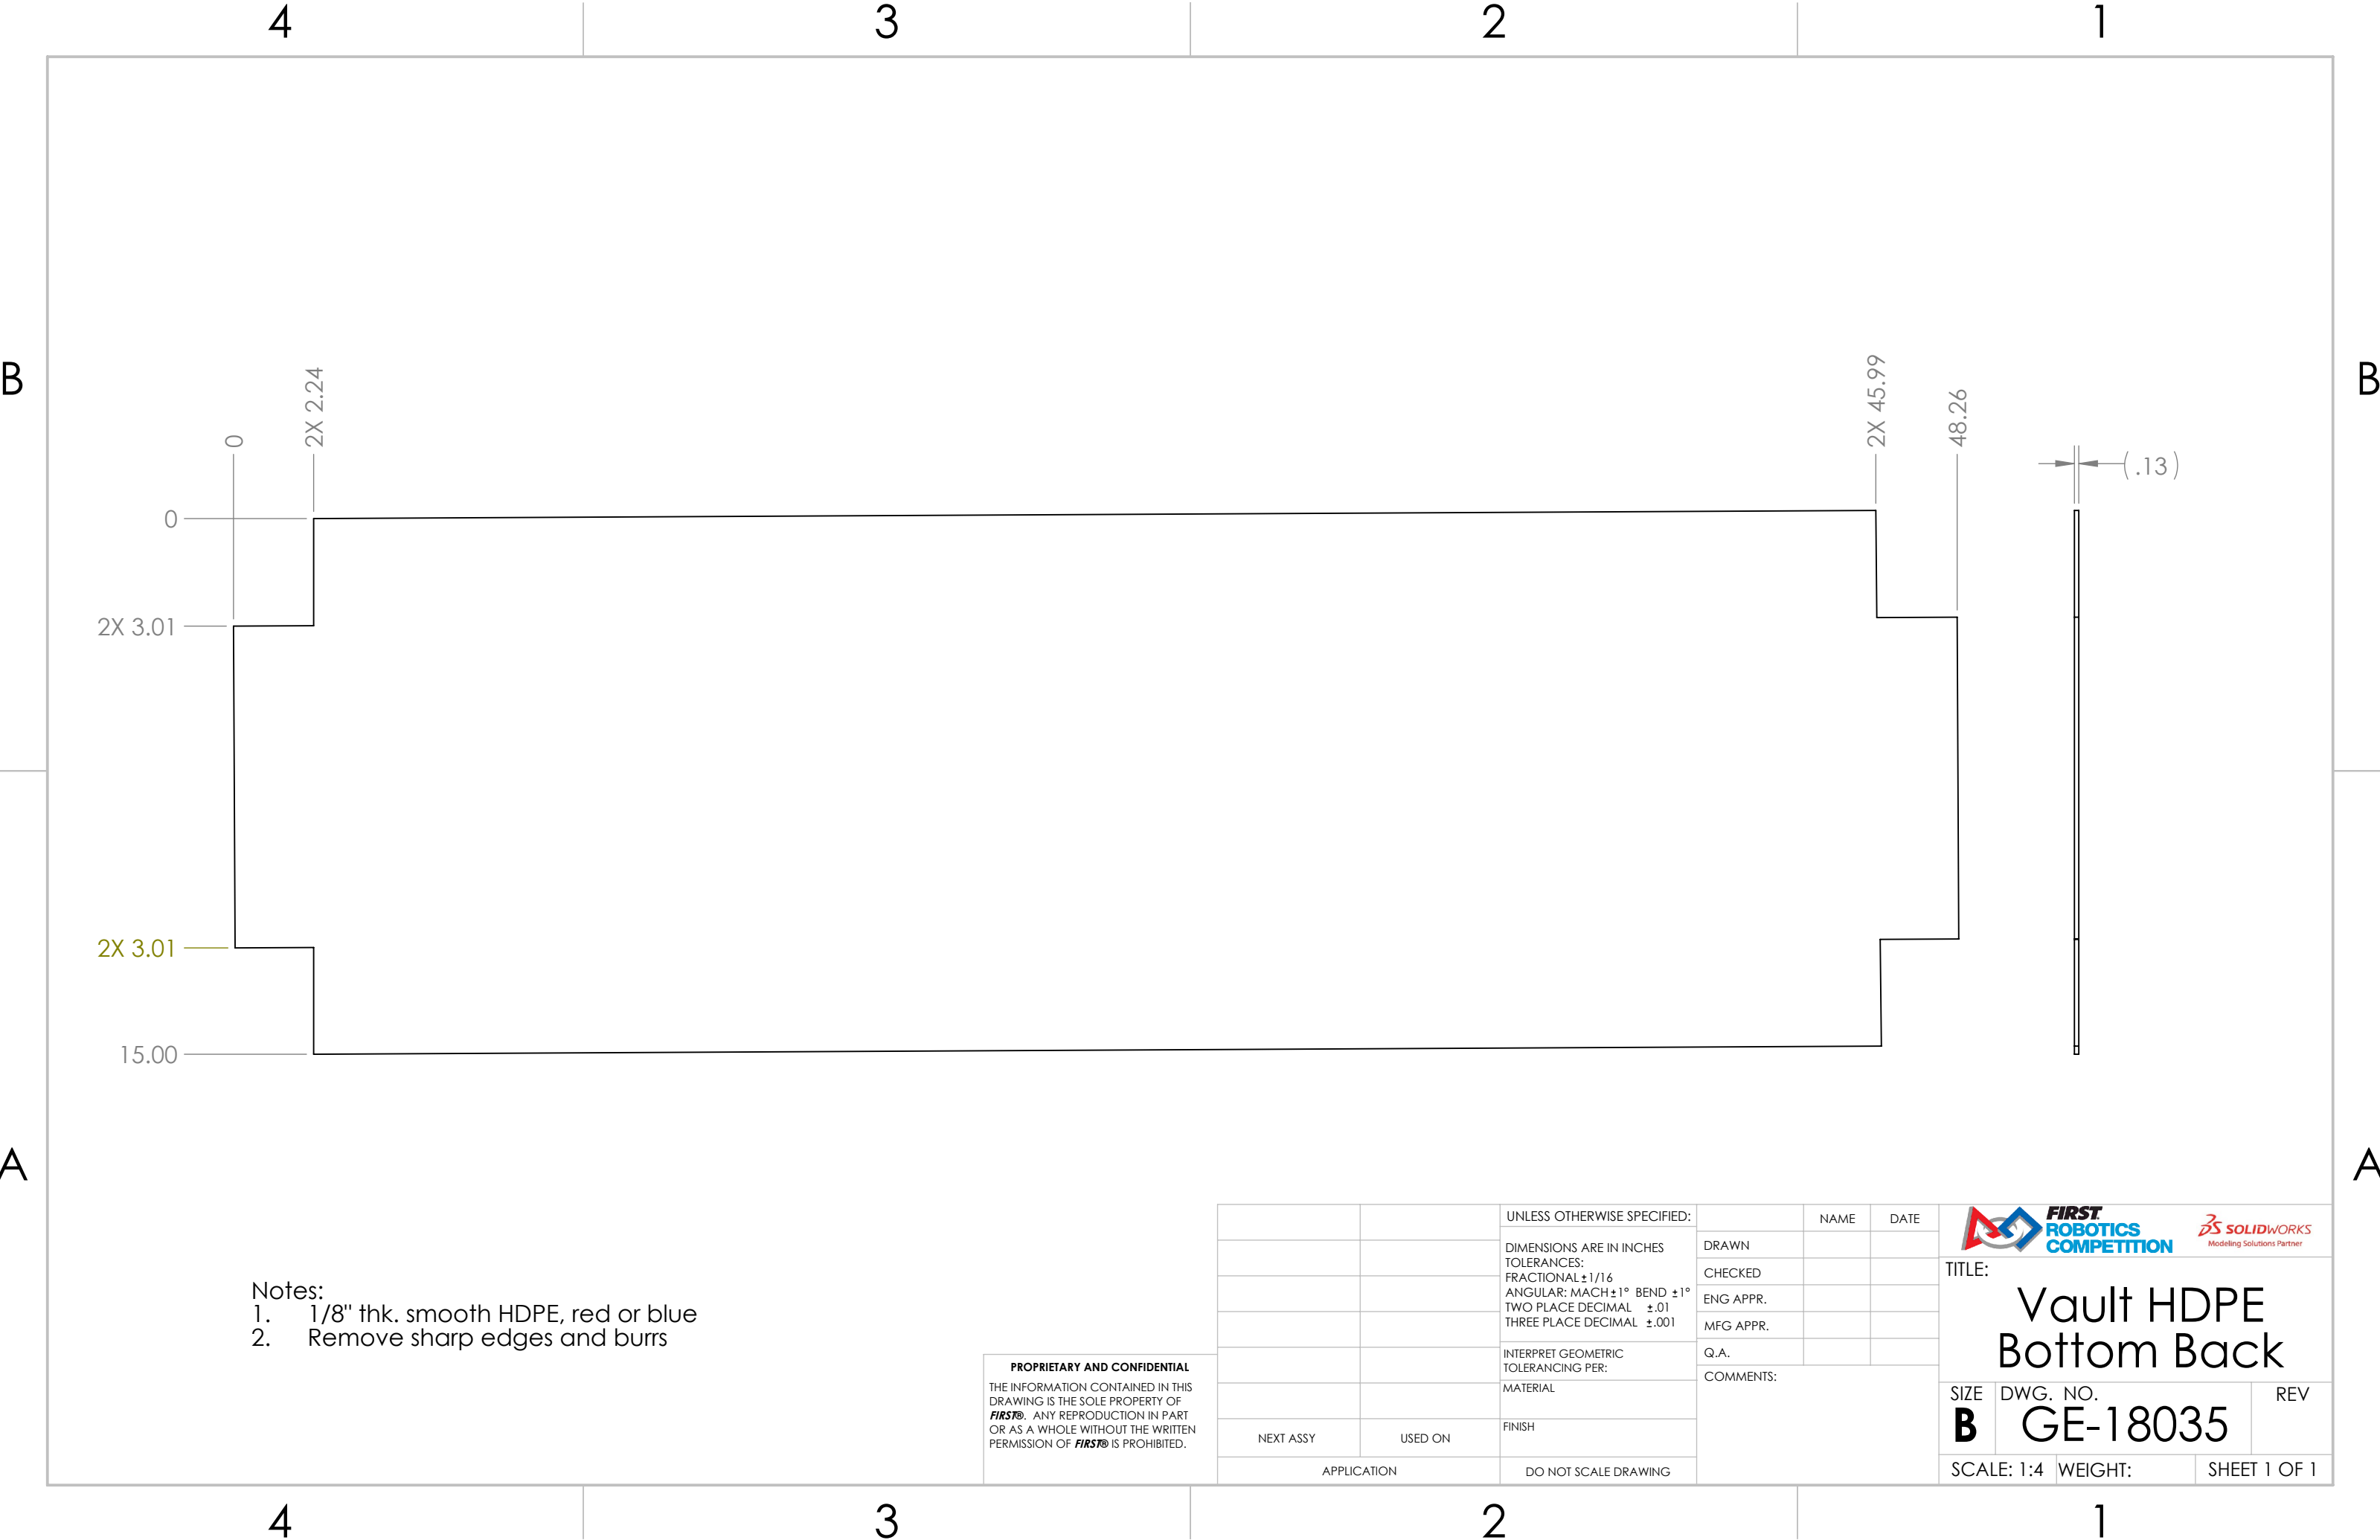 4 3 2 1
B B
2X 2.24
2X 45.99
48.26
0
(.13)
0
2X 3.01
2X 3.01
15.00
A A
Notes:
1. 1/8" thk. smooth HDPE, red or blue
2. Remove sharp edges and burrs
PROPRIETARY AND CONFIDENTIAL
THE INFORMATION CONTAINED IN THIS
DRAWING IS THE SOLE PROPERTY OF
FIRST®. ANY REPRODUCTION IN PART
OR AS A WHOLE WITHOUT THE WRITTEN
PERMISSION OF FIRST® IS PROHIBITED.
NEXT ASSY USED ON
APPLICATION
UNLESS OTHERWISE SPECIFIED:
DIMENSIONS ARE IN INCHES
TOLERANCES:
FRACTIONAL ±1/16
ANGULAR: MACH ±1° BEND ±1°
TWO PLACE DECIMAL ±.01
THREE PLACE DECIMAL ±.001
INTERPRET GEOMETRIC
TOLERANCING PER:
MATERIAL
FINISH
DO NOT SCALE DRAWING
NAME DATE
DRAWN
CHECKED
ENG APPR.
MFG APPR.
Q.A.
COMMENTS:
FIRST®
ROBOTICS
COMPETITION
SOLIDWORKS
Modeling Solutions Partner
TITLE:
Vault HDPE
Bottom Back
SIZE DWG. NO. REV
B GE-18035
SCALE: 1:4 WEIGHT: SHEET 1 OF 1
4 3 2 1